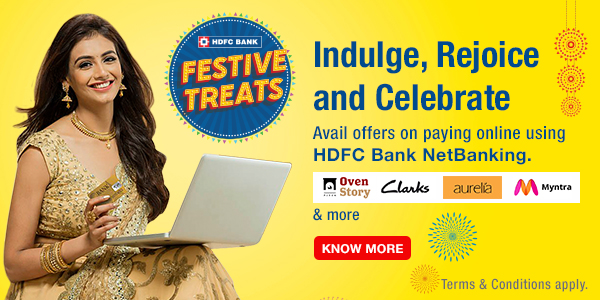 HDFC BANK
FESTIVE
TREATS
Indulge, Rejoice
and Celebrate
Avail offers on paying online using
HDFC Bank NetBanking.
Oven
Story
PIZZA
Clarks
aurelia
Myntra
& more
KNOW MORE
Terms & Conditions apply.